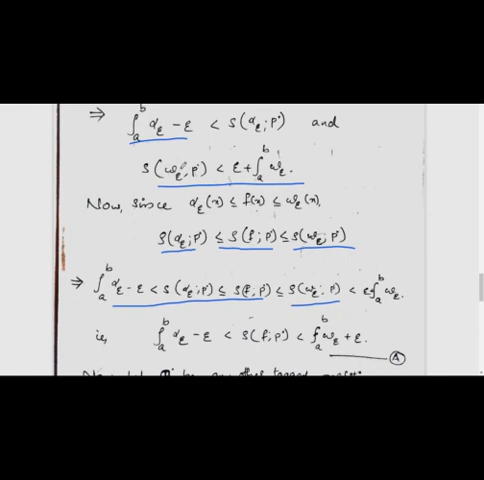 ⇒ ∫_a^b α_ε − ε < S(α_ε; Ṗ) and
S(ω_ε, Ṗ) < ε + ∫_a^b ω_ε.
Now, since α_ε(x) ≤ f(x) ≤ ω_ε(x),
S(α_ε; Ṗ) ≤ S(f; Ṗ) ≤ S(ω_ε; Ṗ)
⇒ ∫_a^b α_ε − ε < S(α_ε; Ṗ) ≤ S(f; Ṗ) ≤ S(ω_ε; Ṗ) < ε ∫_a^b ω_ε.
ie, ∫_a^b α_ε − ε < S(f; Ṗ) < ∫_a^b ω_ε + ε.
Ⓐ